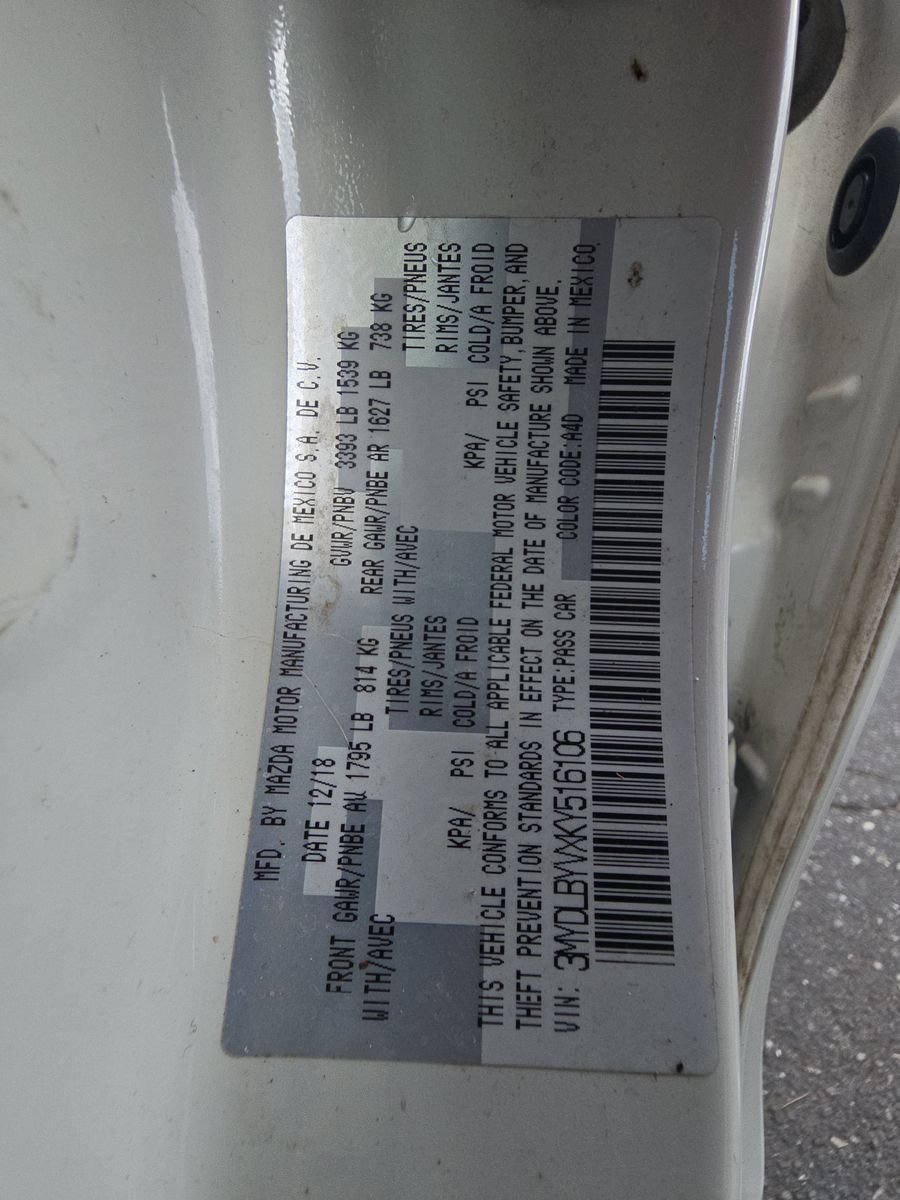 MFD. BY MAZDA MOTOR MANUFACTURING DE MEXICO S.A. DE C.V.
DATE 12/18 GVWR/PNBV 3393 LB 1539 KG
FRONT GAWR/PNBE AV 1795 LB 814 KG REAR GAWR/PNBE AR 1627 LB 738 KG
WITH/AVEC TIRES/PNEUS WITH/AVEC TIRES/PNEUS
RIMS/JANTES RIMS/JANTES
KPA/ PSI COLD/A FROID KPA/ PSI COLD/A FROID
THIS VEHICLE CONFORMS TO ALL APPLICABLE FEDERAL MOTOR VEHICLE SAFETY, BUMPER, AND
THEFT PREVENTION STANDARDS IN EFFECT ON THE DATE OF MANUFACTURE SHOWN ABOVE.
VIN: 3MYDLBYVXKY516106 TYPE:PASS CAR COLOR CODE:A4D MADE IN MEXICO.